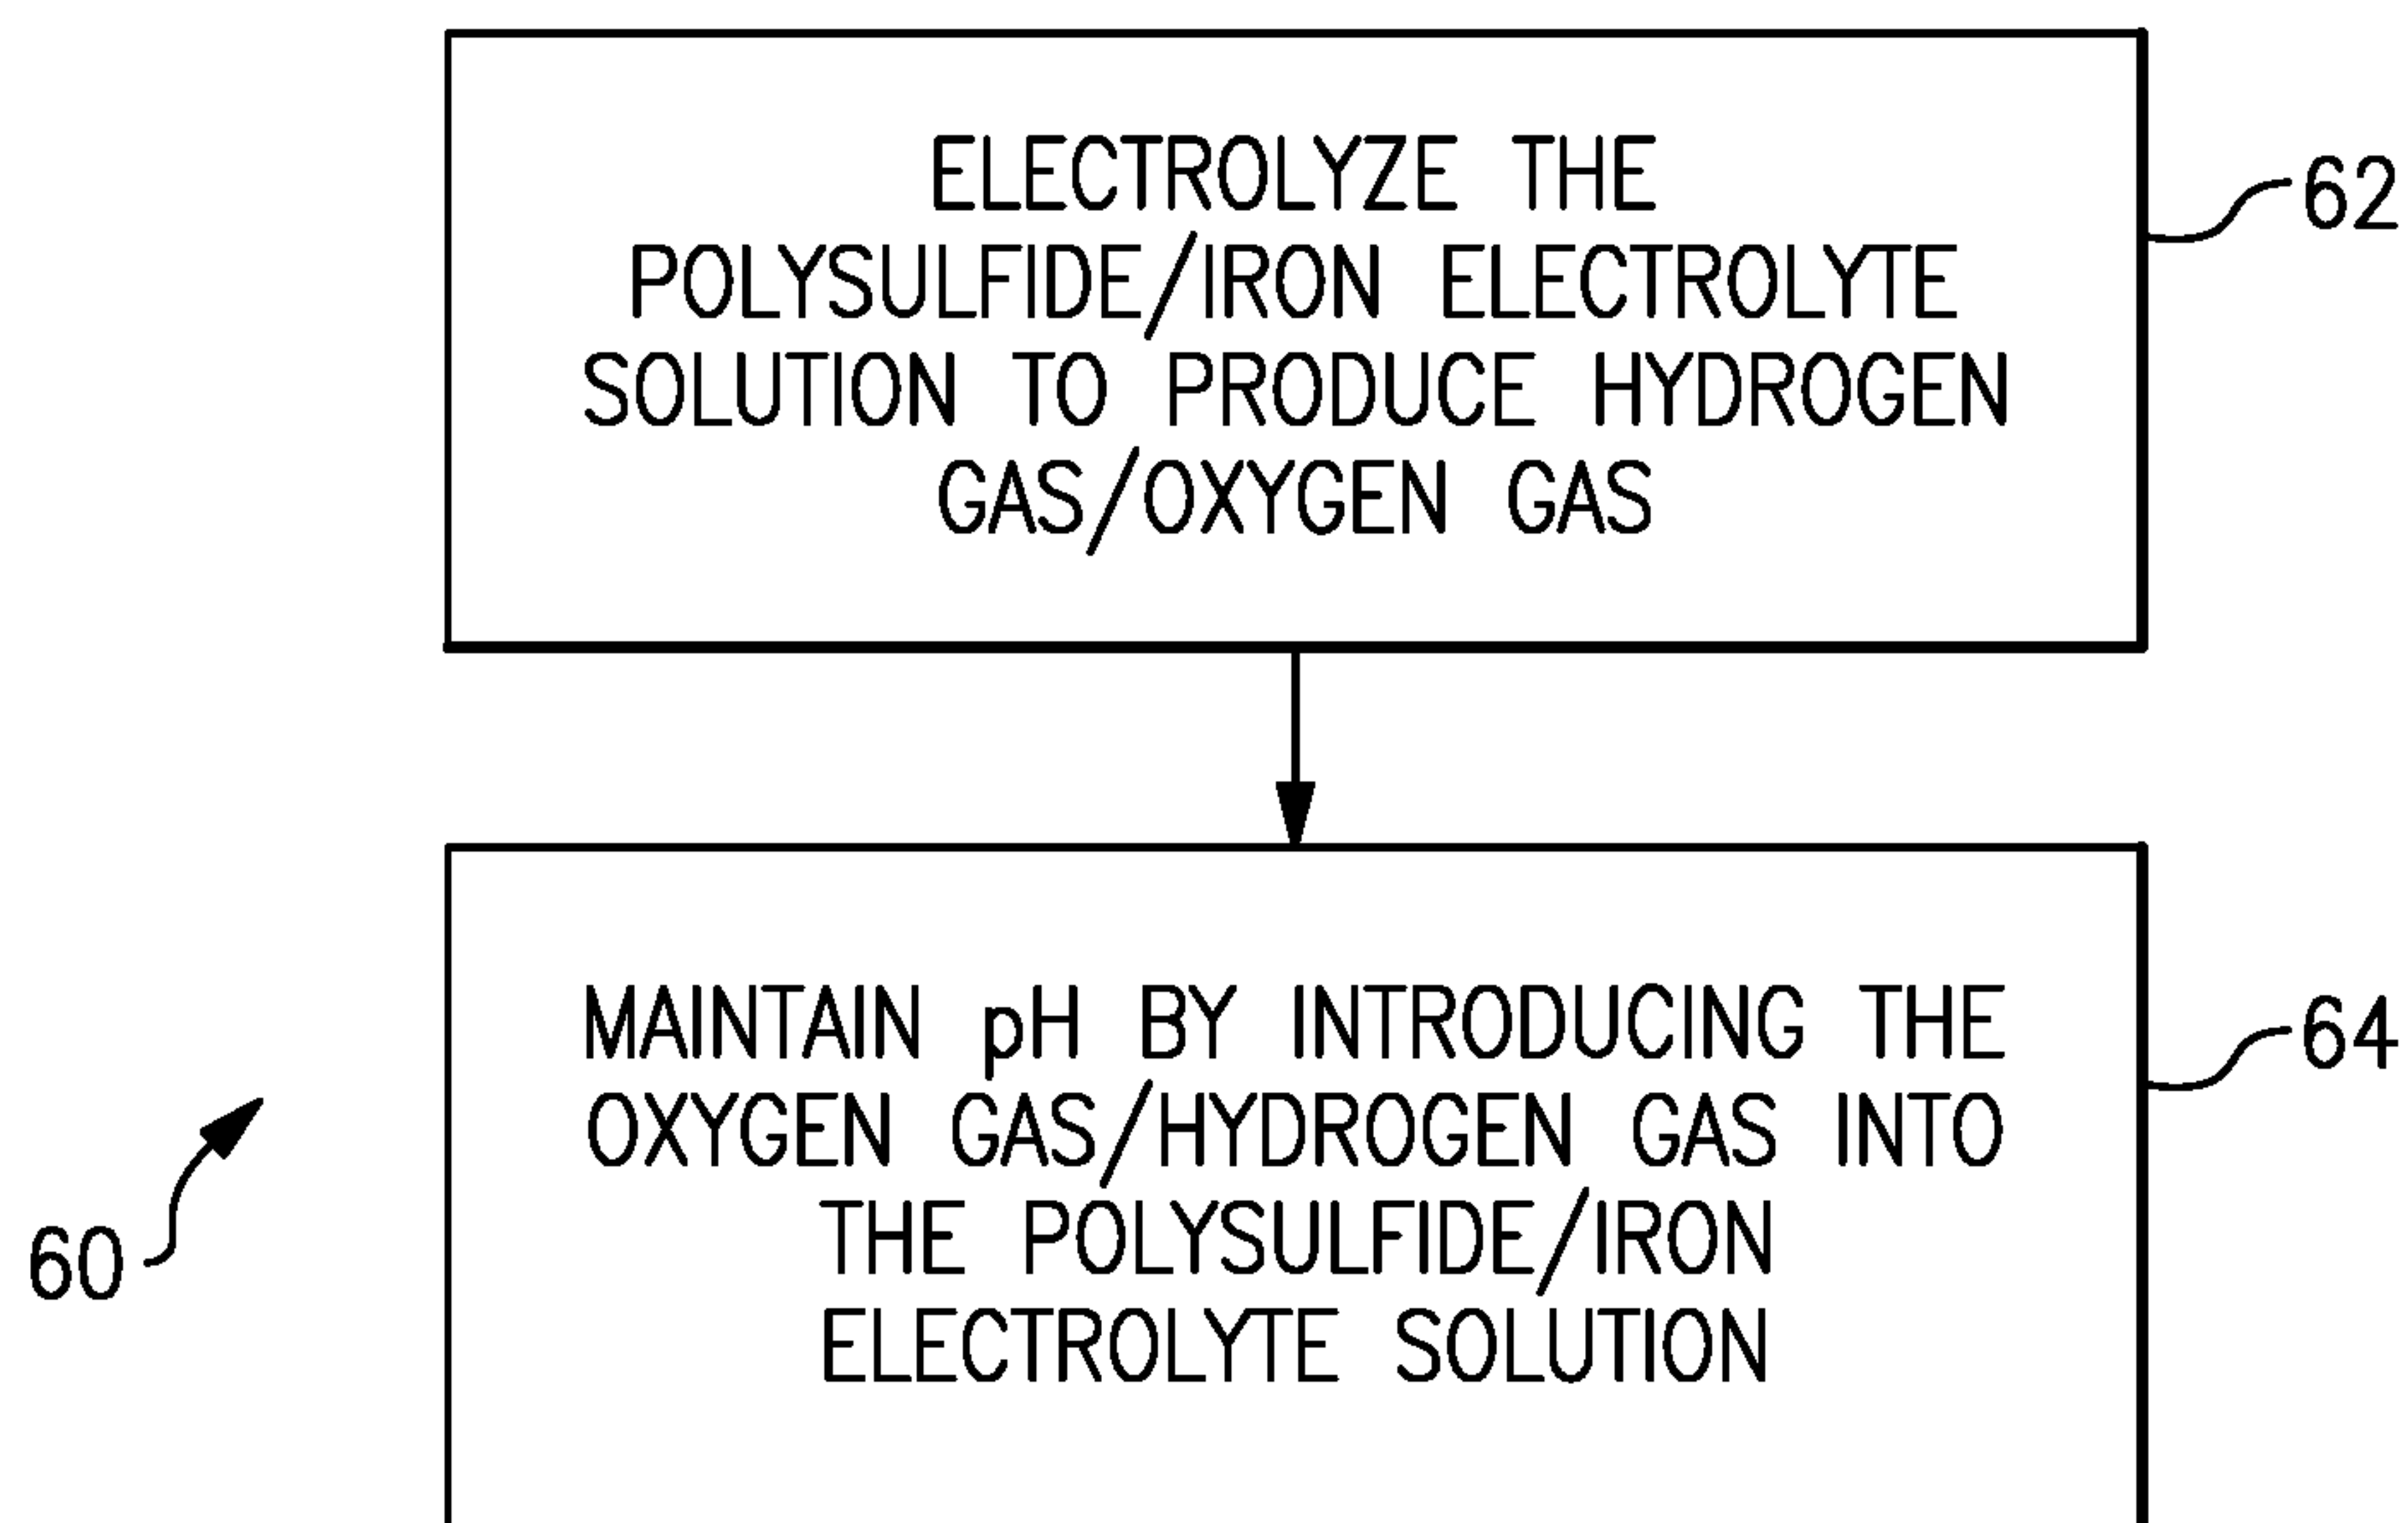 ELECTROLYZE THE
POLYSULFIDE/IRON ELECTROLYTE
SOLUTION TO PRODUCE HYDROGEN
GAS/OXYGEN GAS
62
MAINTAIN pH BY INTRODUCING THE
OXYGEN GAS/HYDROGEN GAS INTO
THE POLYSULFIDE/IRON
ELECTROLYTE SOLUTION
64
60